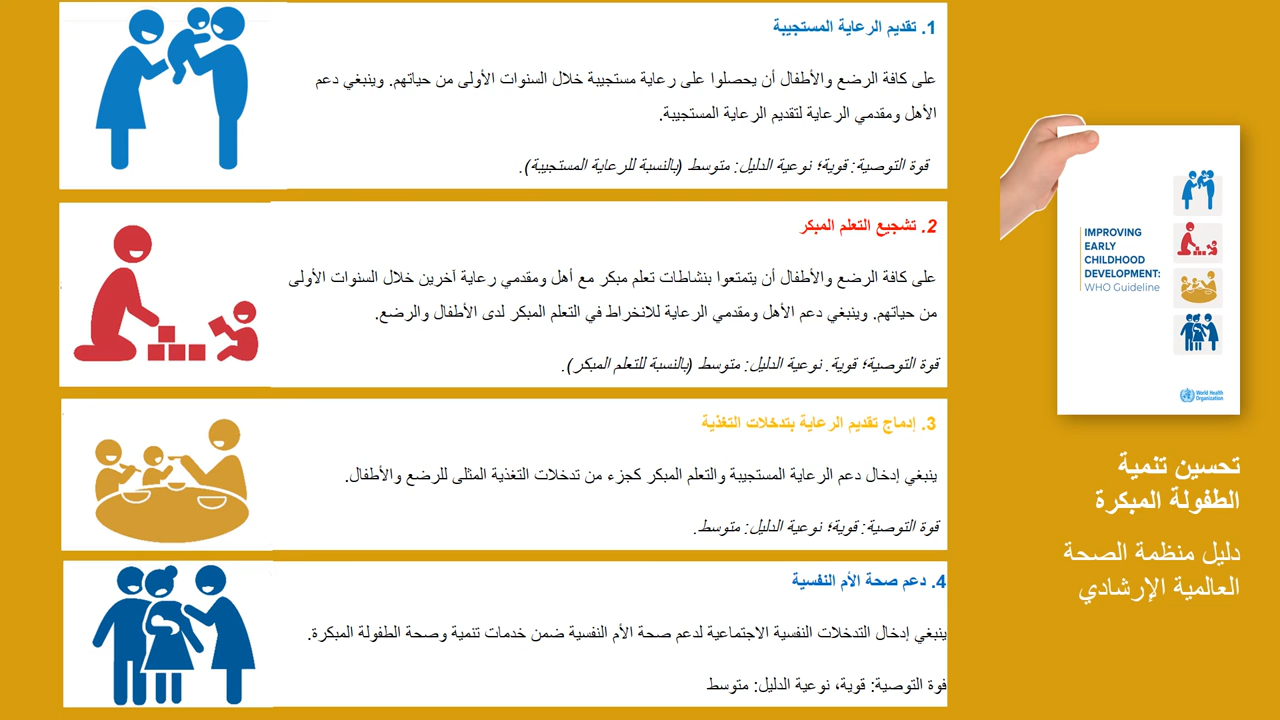 1. تقديم الرعاية المستجيبة
على كافة الرضع والأطفال أن يحصلوا على رعاية مستجيبة خلال السنوات الأولى من حياتهم. وينبغي دعم
الأهل ومقدمي الرعاية لتقديم الرعاية المستجيبة.
قوة التوصية: قوية؛ نوعية الدليل: متوسط (بالنسبة للرعاية المستجيبة).
2. تشجيع التعلم المبكر
على كافة الرضع والأطفال أن يتمتعوا بنشاطات تعلم مبكر مع أهل ومقدمي رعاية آخرين خلال السنوات الأولى
من حياتهم. وينبغي دعم الأهل ومقدمي الرعاية للانخراط في التعلم المبكر لدى الأطفال والرضع.
قوة التوصية؛ قوية. نوعية الدليل: متوسط (بالنسبة للتعلم المبكر).
3. إدماج تقديم الرعاية بتدخلات التغذية
ينبغي إدخال دعم الرعاية المستجيبة والتعلم المبكر كجزء من تدخلات التغذية المثلى للرضع والأطفال.
قوة التوصية: قوية؛ نوعية الدليل: متوسط.
4. دعم صحة الأم النفسية
ينبغي إدخال التدخلات النفسية الاجتماعية لدعم صحة الأم النفسية ضمن خدمات تنمية وصحة الطفولة المبكرة.
قوة التوصية: قوية، نوعية الدليل: متوسط
IMPROVING
EARLY
CHILDHOOD
DEVELOPMENT:
WHO Guideline
World Health
Organization
تحسين تنمية
الطفولة المبكرة
دليل منظمة الصحة
العالمية الإرشادي